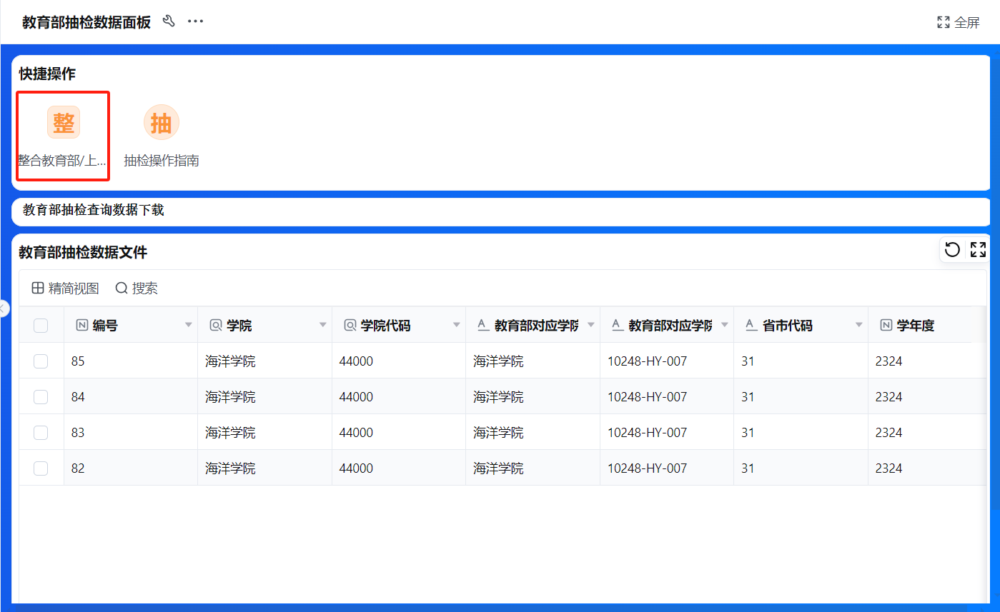 教育部抽检数据面板
全屏
快捷操作
整 抽
整合教育部/上... 抽检操作指南
教育部抽检查询数据下载
教育部抽检数据文件
精简视图 搜索
编号 学院 学院代码 教育部对应学院 教育部对应学院 省市代码 学年度
85 海洋学院 44000 海洋学院 10248-HY-007 31 2324
84 海洋学院 44000 海洋学院 10248-HY-007 31 2324
83 海洋学院 44000 海洋学院 10248-HY-007 31 2324
82 海洋学院 44000 海洋学院 10248-HY-007 31 2324